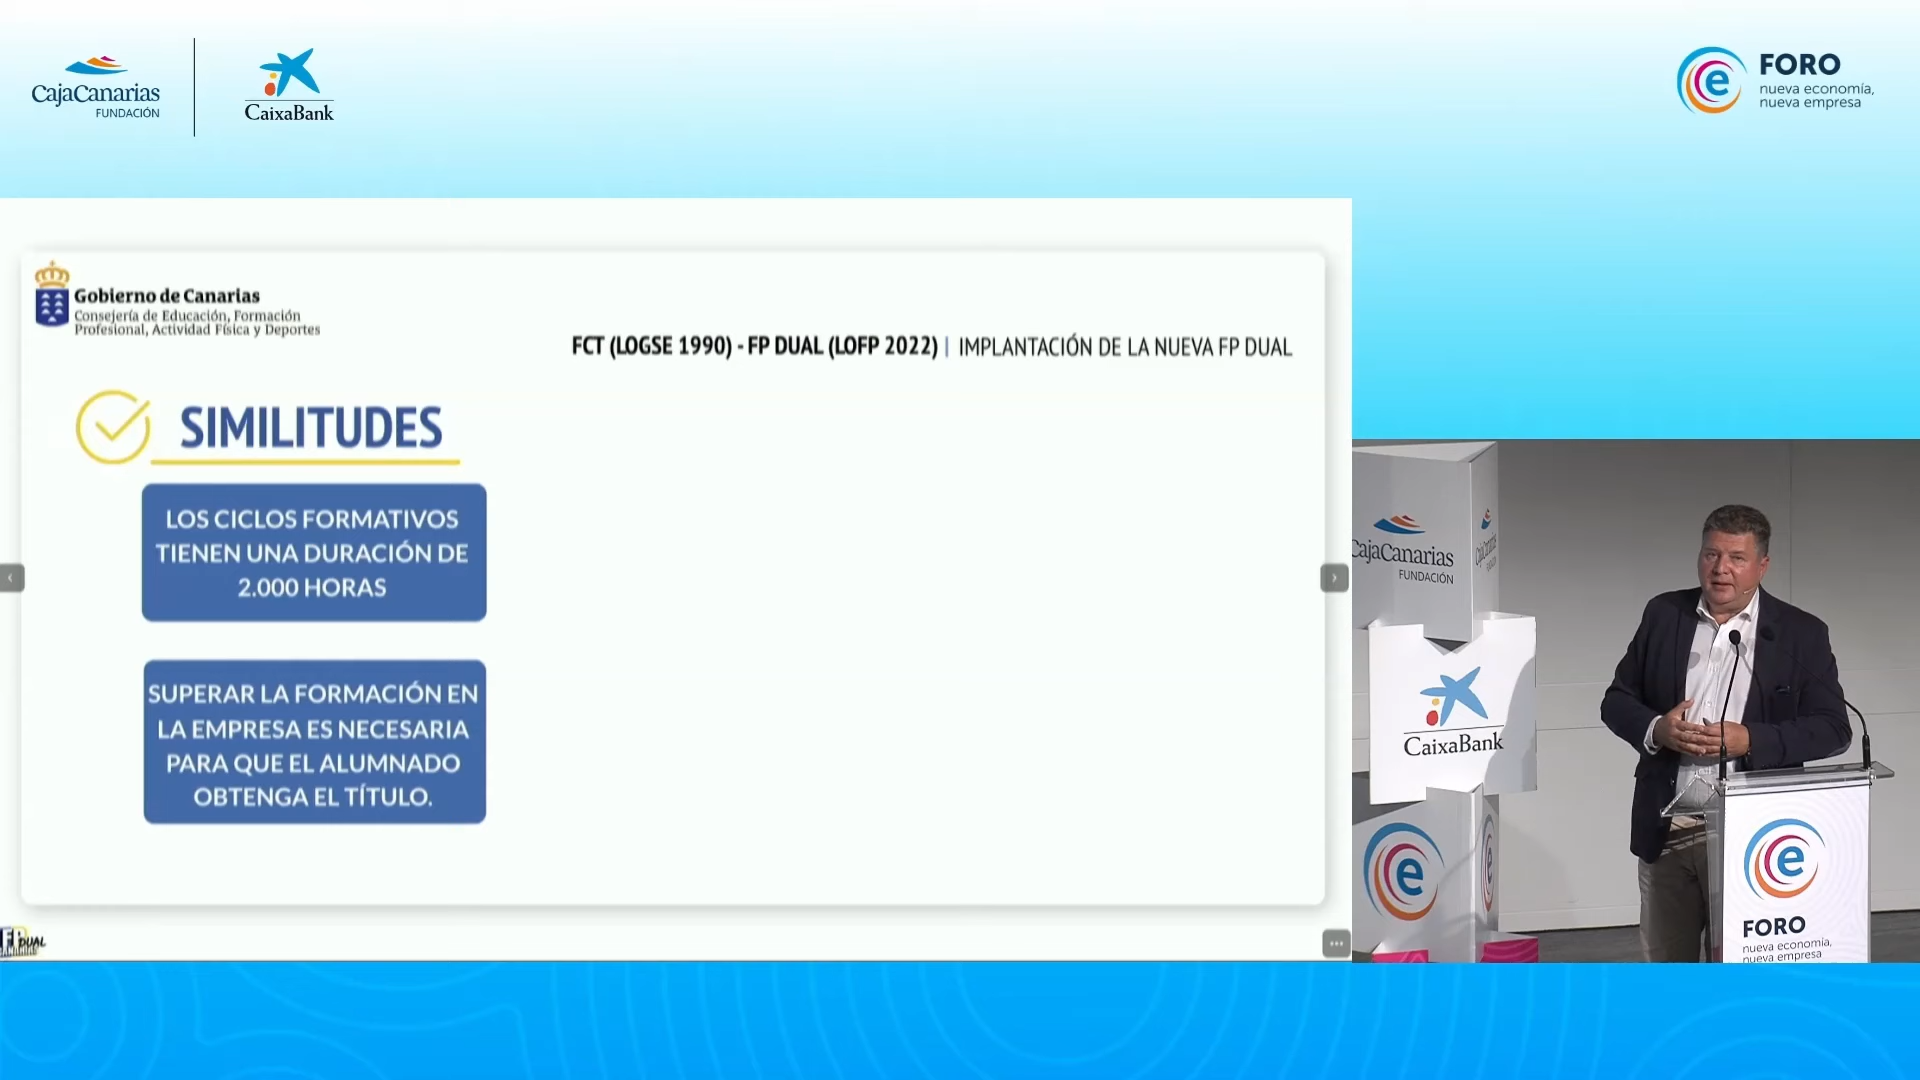 CajaCanarias
FUNDACIÓN
CaixaBank
FORO
nueva economía,
nueva empresa
Gobierno de Canarias
Consejería de Educación, Formación
Profesional, Actividad Física y Deportes
FCT (LOGSE 1990) - FP DUAL (LOFP 2022) | IMPLANTACIÓN DE LA NUEVA FP DUAL
SIMILITUDES
LOS CICLOS FORMATIVOS
TIENEN UNA DURACIÓN DE
2.000 HORAS
SUPERAR LA FORMACIÓN EN
LA EMPRESA ES NECESARIA
PARA QUE EL ALUMNADO
OBTENGA EL TÍTULO.
FP DUAL
CajaCanarias
FUNDACIÓN
CaixaBank
e
FORO
nueva economía,
nueva empresa